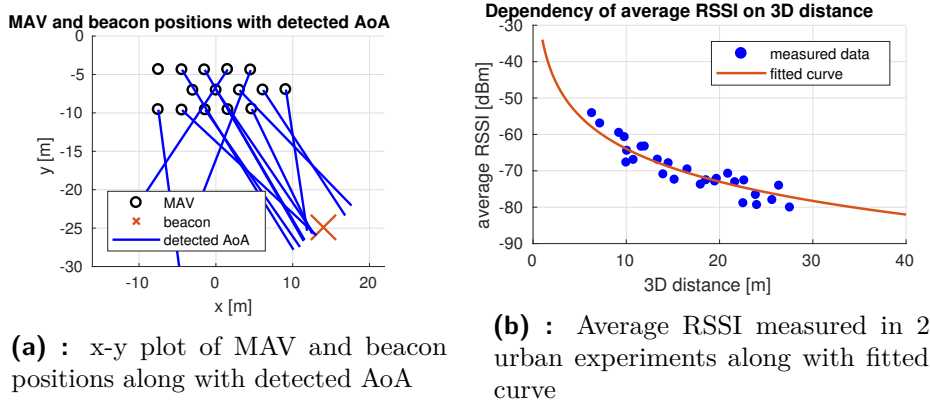 MAV and beacon positions with detected AoA
0
-5
-10
-15
-20
-25
-30
y [m]
MAV
beacon
detected AoA
-10
0
10
20
x [m]
(a) : x-y plot of MAV and beacon
positions along with detected AoA
Dependency of average RSSI on 3D distance
-30
-40
-50
-60
-70
-80
-90
average RSSI [dBm]
measured data
fitted curve
0
10
20
30
40
3D distance [m]
(b) : Average RSSI measured in 2
urban experiments along with fitted
curve